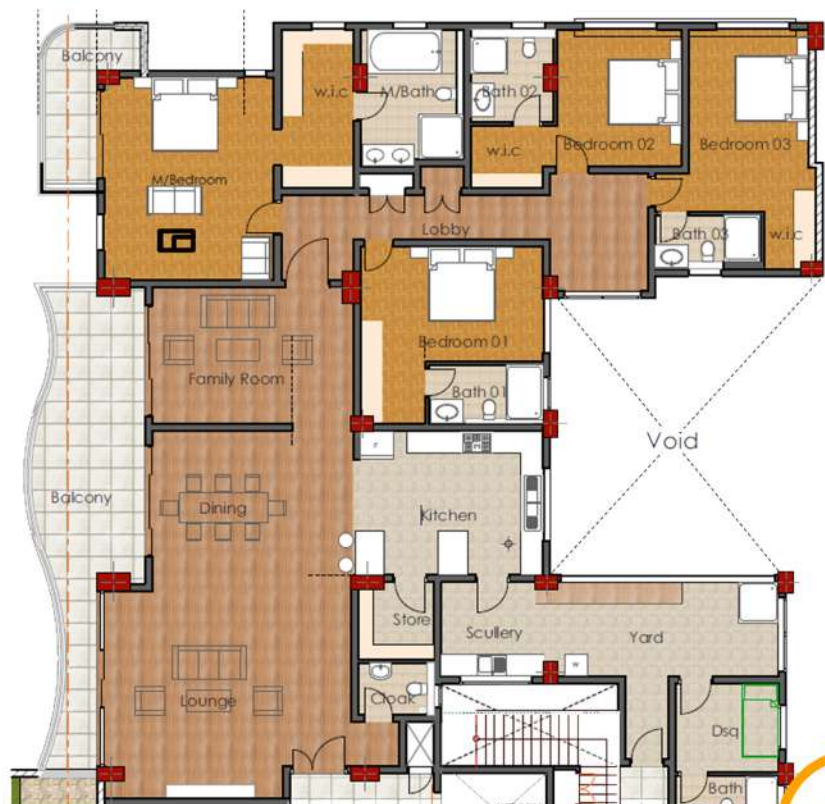 Balcony
w.i.c
M/Bath
Bath 02
w.i.c
Bedroom 02
Bedroom 03
M/Bedroom
Lobby
Bath 03
w.i.c
Bedroom 01
Family Room
Bath 01
Void
Balcony
Dining
Kitchen
Store
Scullery
Yard
Lounge
Cloak
Dsq
Bath